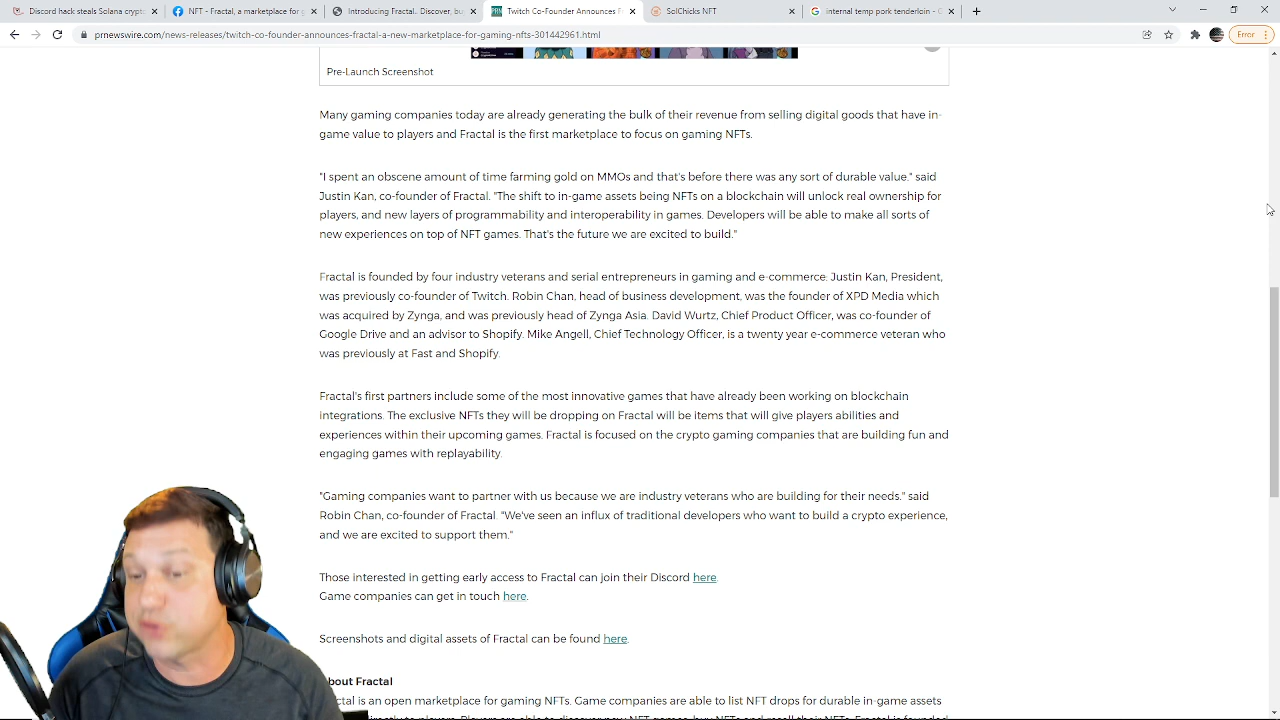 Discord hack steals Solana crypto
NFT - Fractal, a marketplace for g
Introducing Fractal. Discover, bu
Twitch Co-Founder Announces F
SolChicks NFT
internal temp pork tenderloin - G
prnewswire.com/news-releases/twitch-co-founder-announces-fractal-a-new-marketplace-for-gaming-nfts-301442961.html
Error
Pre-Launch Screenshot
Many gaming companies today are already generating the bulk of their revenue from selling digital goods that have in-
game value to players and Fractal is the first marketplace to focus on gaming NFTs.
"I spent an obscene amount of time farming gold on MMOs and that's before there was any sort of durable value." said
Justin Kan, co-founder of Fractal. "The shift to in-game assets being NFTs on a blockchain will unlock real ownership for
players, and new layers of programmability and interoperability in games. Developers will be able to make all sorts of
new experiences on top of NFT games. That's the future we are excited to build."
Fractal is founded by four industry veterans and serial entrepreneurs in gaming and e-commerce: Justin Kan, President,
was previously co-founder of Twitch. Robin Chan, head of business development, was the founder of XPD Media which
was acquired by Zynga, and was previously head of Zynga Asia. David Wurtz, Chief Product Officer, was co-founder of
Google Drive and an advisor to Shopify. Mike Angell, Chief Technology Officer, is a twenty year e-commerce veteran who
was previously at Fast and Shopify.
Fractal's first partners include some of the most innovative games that have already been working on blockchain
integrations. The exclusive NFTs they will be dropping on Fractal will be items that will give players abilities and
experiences within their upcoming games. Fractal is focused on the crypto gaming companies that are building fun and
engaging games with replayability.
"Gaming companies want to partner with us because we are industry veterans who are building for their needs." said
Robin Chan, co-founder of Fractal. "We've seen an influx of traditional developers who want to build a crypto experience,
and we are excited to support them."
Those interested in getting early access to Fractal can join their Discord here.
Game companies can get in touch here.
Screenshots and digital assets of Fractal can be found here.
bout Fractal
actal is an open marketplace for gaming NFTs. Game companies are able to list NFT drops for durable in-game assets